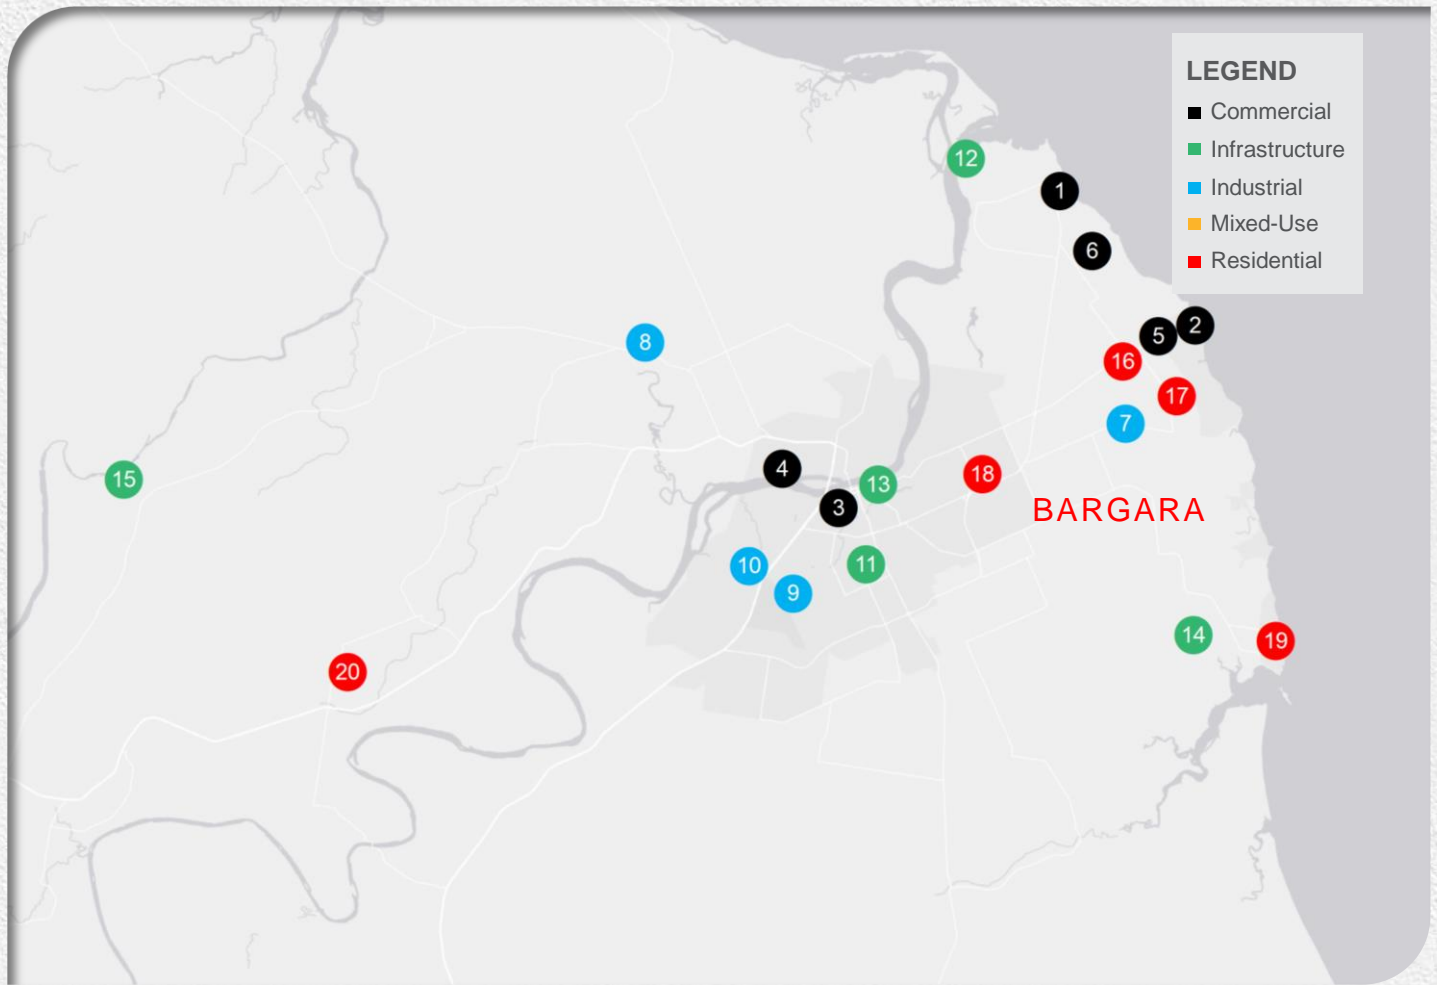 LEGEND
Commercial
Infrastructure
Industrial
Mixed-Use
Residential
12
1
6
2
5
8
16
17
7
4
18
15
13
3
BARGARA
11
10
9
14
19
20